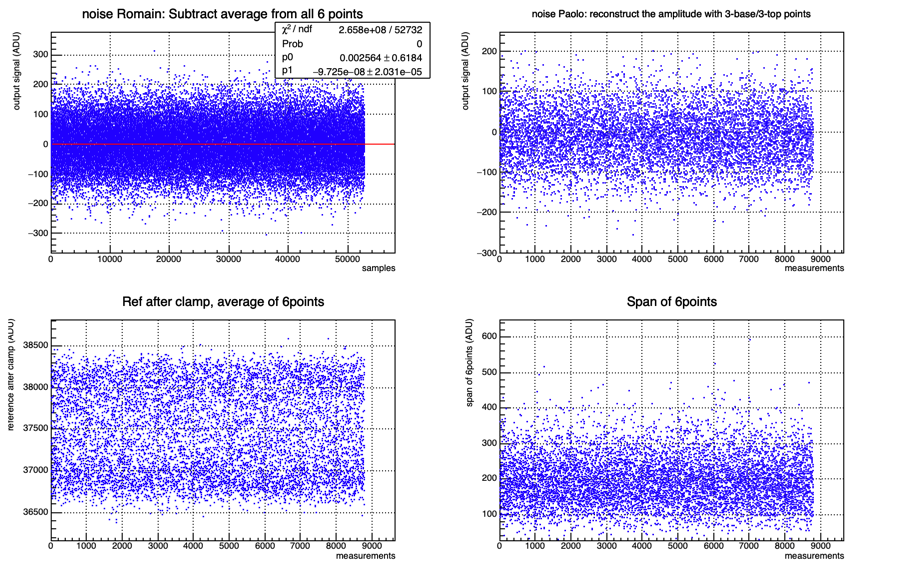 noise Romain: Subtract average from all 6 points
output signal (ADU)
χ² / ndf 2.658e+08 / 52732
Prob 0
p0 0.002564 ± 0.6184
p1 −9.725e−08 ± 2.031e−05
300
200
100
0
−100
−200
−300
0 10000 20000 30000 40000 50000
samples
noise Paolo: reconstruct the amplitude with 3-base/3-top points
output signal (ADU)
200
100
0
−100
−200
−300
0 1000 2000 3000 4000 5000 6000 7000 8000 9000
measurements
Ref after clamp, average of 6points
reference after clamp (ADU)
38500
38000
37500
37000
36500
0 1000 2000 3000 4000 5000 6000 7000 8000 9000
measurements
Span of 6points
span of 6points (ADU)
600
500
400
300
200
100
0 1000 2000 3000 4000 5000 6000 7000 8000 9000
measurements